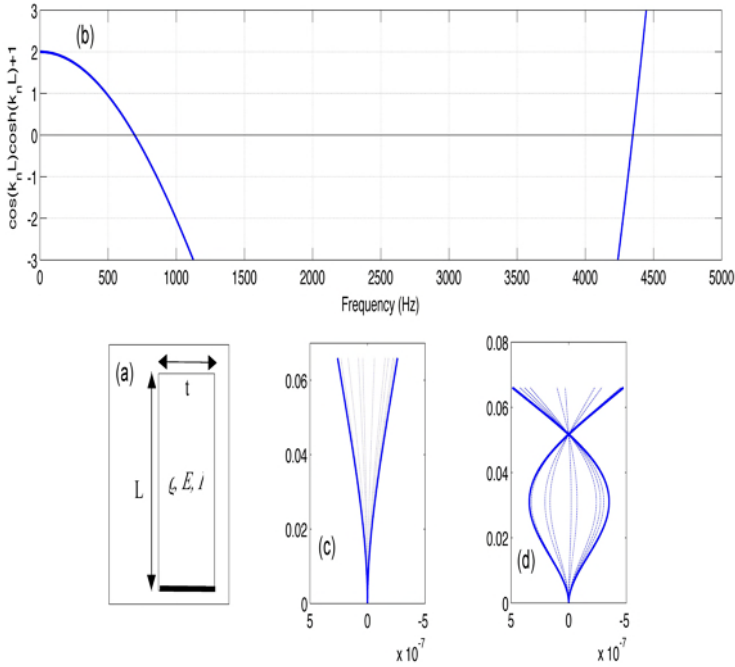 3
(b)
2
1
0
-1
-2
-3
cos(kₙL)cosh(kₙL)+1
0 500 1000 1500 2000 2500 3000 3500 4000 4500 5000
Frequency (Hz)
(a)
t
L
E,
0.06
0.04
0.02
0
(c)
5 0 -5
x 10⁻⁷
0.08
0.06
0.04
0.02
0
(d)
5 0 -5
x 10⁻⁷